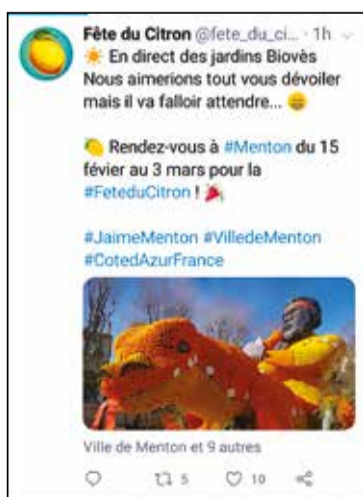 Fête du Citron @fete_du_ci... · 1h
☀️ En direct des jardins Biovès
Nous aimerions tout vous dévoiler
mais il va falloir attendre... 😄
🍋 Rendez-vous à #Menton du 15
févier au 3 mars pour la
#FeteduCitron ! 🎉
#JaimeMenton #VilledeMenton
#CotedAzurFrance
Ville de Menton et 9 autres
5 10